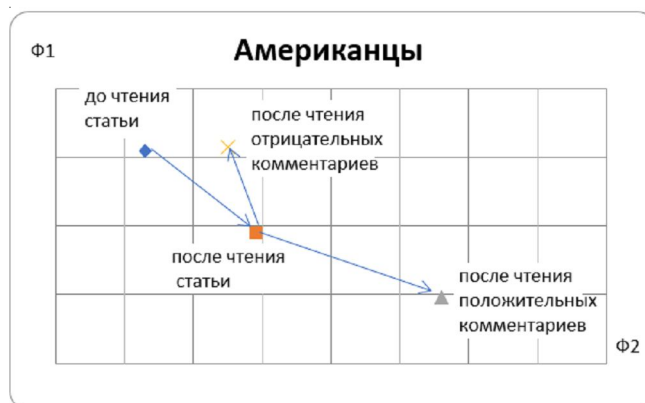 Ф1
Американцы
до чтения
статьи
после чтения
отрицательных
комментариев
после чтения
статьи
после чтения
положительных
комментариев
Ф2